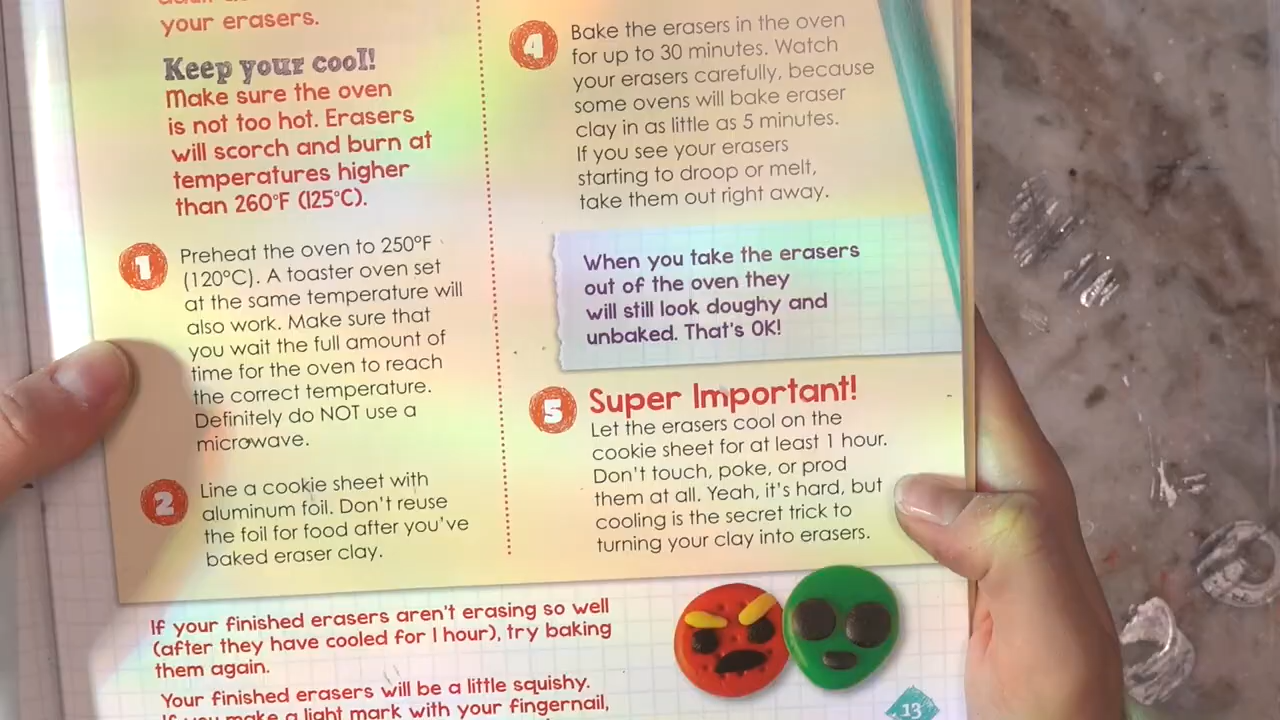 your erasers.
Keep your cool!
Make sure the oven
is not too hot. Erasers
will scorch and burn at
temperatures higher
than 260°F (125°C).
1
Preheat the oven to 250°F
(120°C). A toaster oven set
at the same temperature will
also work. Make sure that
you wait the full amount of
time for the oven to reach
the correct temperature.
Definitely do NOT use a
microwave.
2
Line a cookie sheet with
aluminum foil. Don't reuse
the foil for food after you've
baked eraser clay.
4
Bake the erasers in the oven
for up to 30 minutes. Watch
your erasers carefully, because
some ovens will bake eraser
clay in as little as 5 minutes.
If you see your erasers
starting to droop or melt,
take them out right away.
When you take the erasers
out of the oven they
will still look doughy and
unbaked. That's OK!
5
Super Important!
Let the erasers cool on the
cookie sheet for at least 1 hour.
Don't touch, poke, or prod
them at all. Yeah, it's hard, but
cooling is the secret trick to
turning your clay into erasers.
If your finished erasers aren't erasing so well
(after they have cooled for 1 hour), try baking
them again.
Your finished erasers will be a little squishy.
If you make a light mark with your fingernail,
13